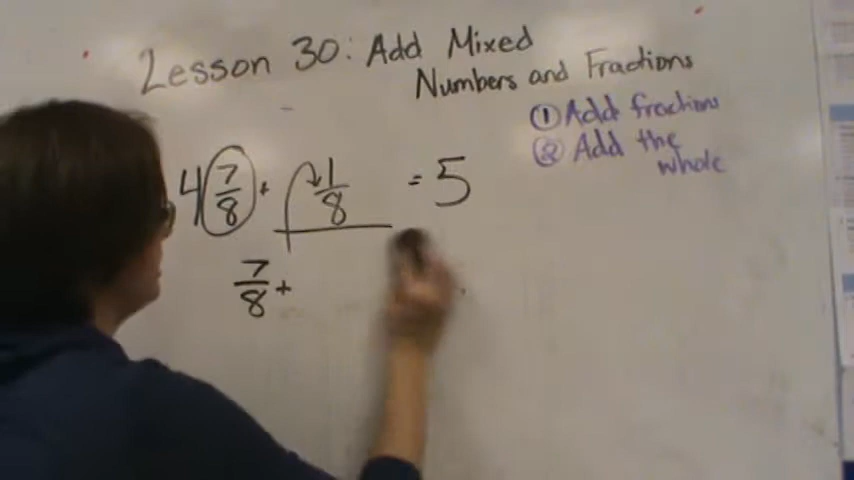 Lesson 30: Add Mixed
Numbers and Fractions
① Add fractions
② Add the
whole
4 7/8 + 1/8 = 5
7/8 +